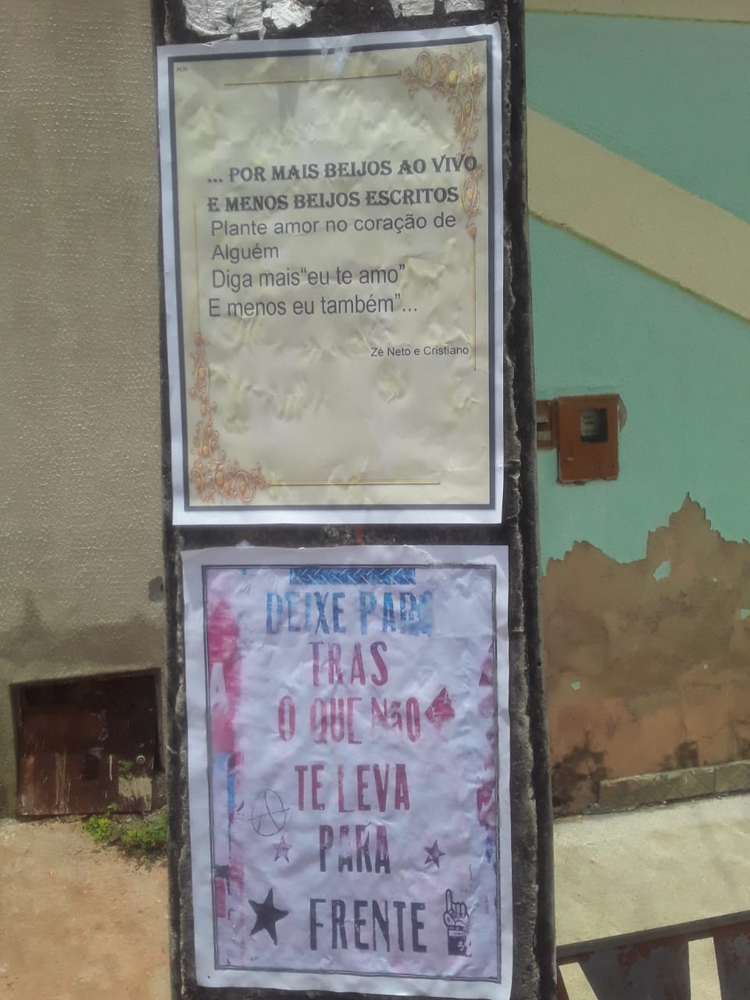 POR
... POR MAIS BEIJOS AO VIVO
E MENOS BEIJOS ESCRITOS
Plante amor no coração de
Alguém
Diga mais“eu te amo”
E menos eu também”...
Zé Neto e Cristiano
DEIXE PARA
TRAS
O QUE NÃO
TE LEVA
PARA
FRENTE